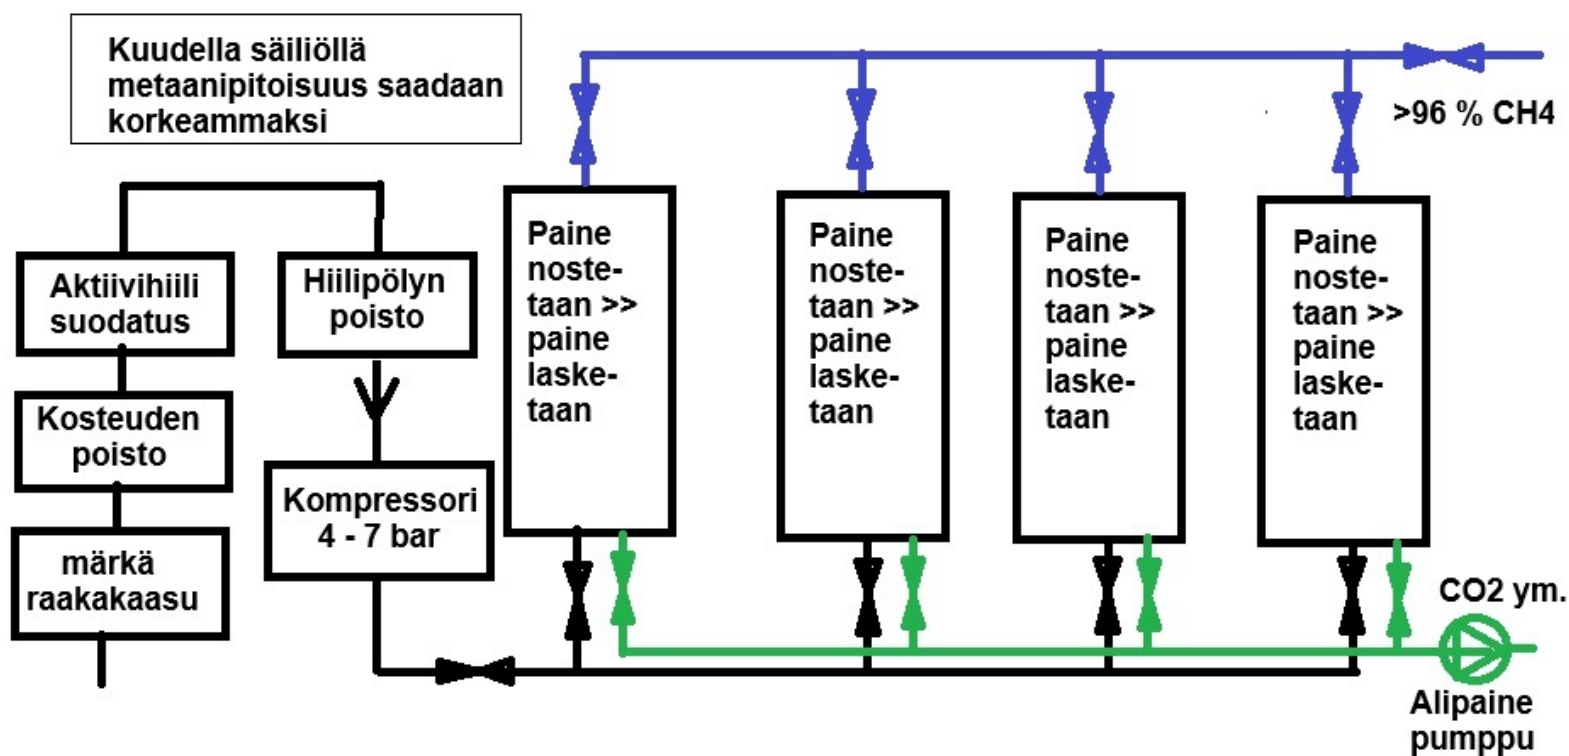 Kuudella säiliöllä
metaanipitoisuus saadaan
korkeammaksi
>96 % CH4
Aktiivihiili
suodatus
Hiilipölyn
poisto
Kosteuden
poisto
Kompressori
4 - 7 bar
märkä
raakakaasu
Paine
noste-
taan >>
paine
laske-
taan
Paine
noste-
taan >>
paine
laske-
taan
Paine
noste-
taan >>
paine
laske-
taan
Paine
noste-
taan >>
paine
laske-
taan
CO2 ym.
Alipaine
pumppu